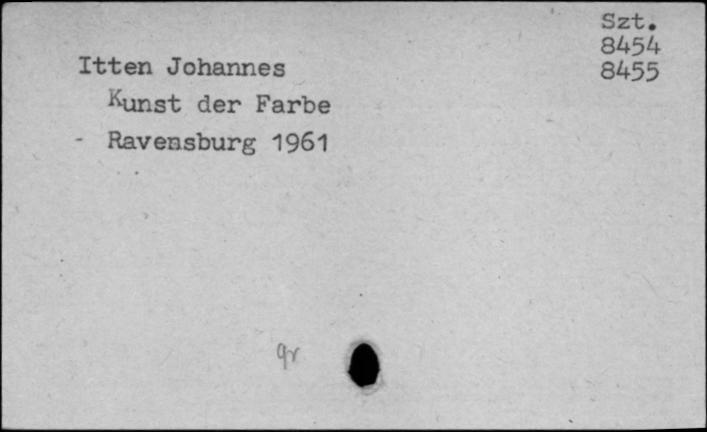 Szt.
8454
8455
Itten Johannes
Kunst der Farbe
- Ravensburg 1961